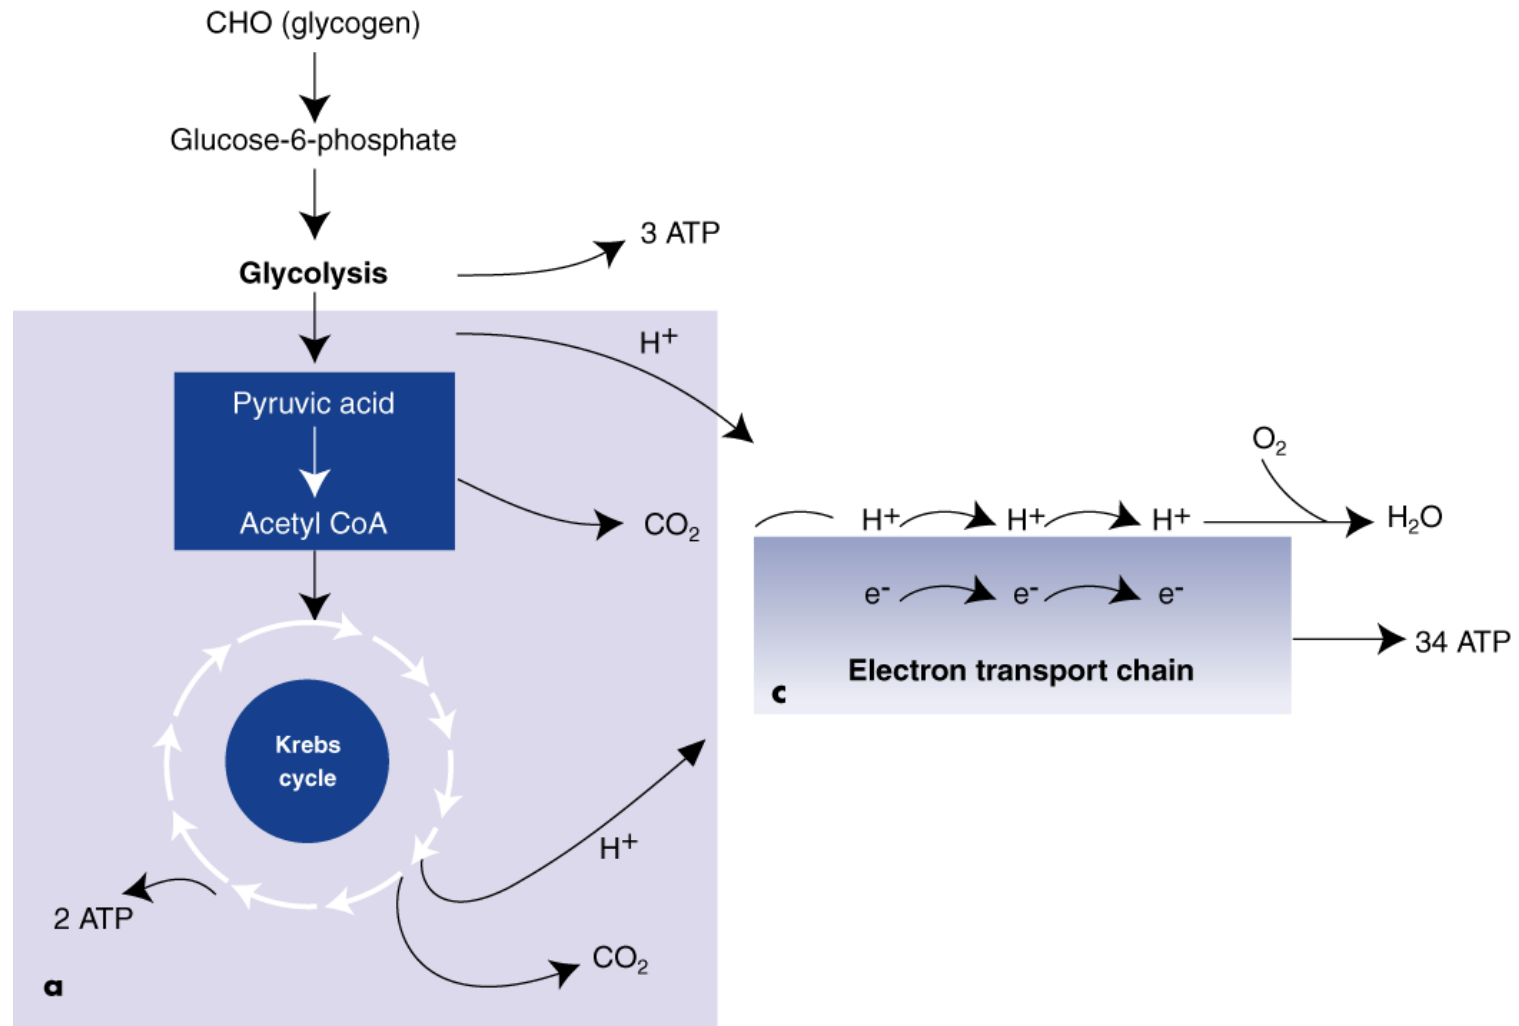 CHO (glycogen)
Glucose-6-phosphate
3 ATP
Glycolysis
H+
Pyruvic acid
Acetyl CoA
CO2
O2
H+ H+ H+ H2O
e- e- e-
34 ATP
Electron transport chain
c
Krebs
cycle
H+
2 ATP
CO2
a